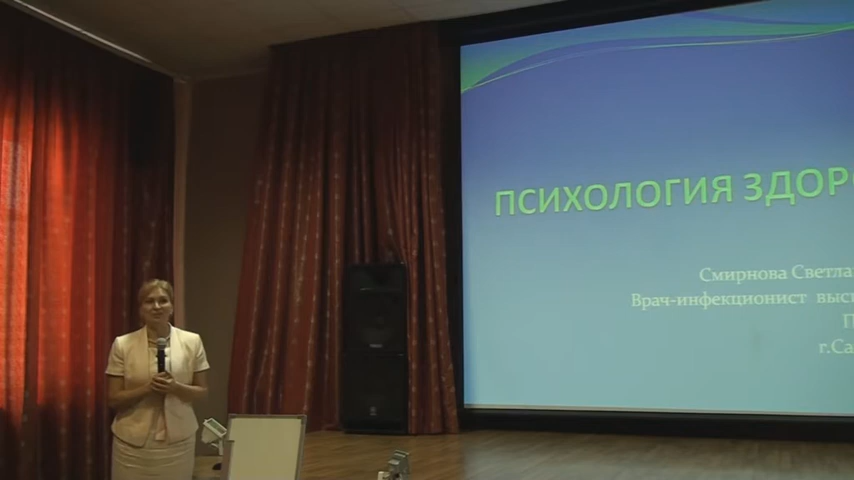 ПСИХОЛОГИЯ ЗДОР
Смирнова Светла
Врач-инфекционист выс
П
г.Са